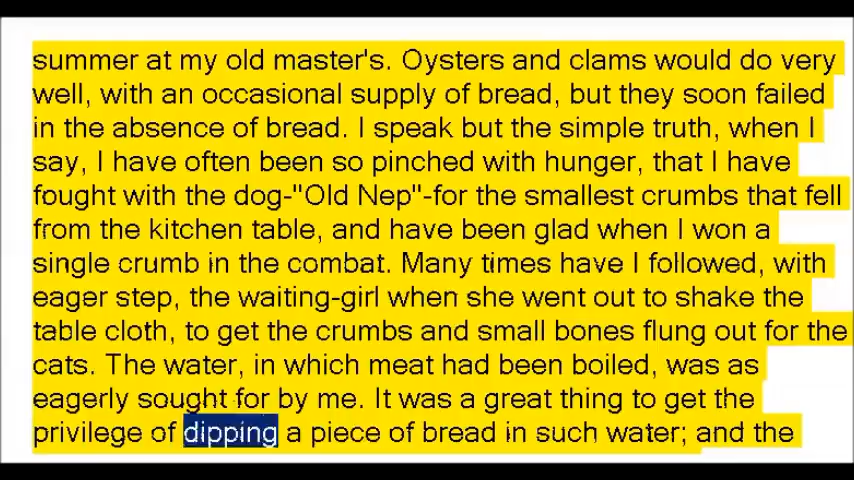 summer at my old master's. Oysters and clams would do very
well, with an occasional supply of bread, but they soon failed
in the absence of bread. I speak but the simple truth, when I
say, I have often been so pinched with hunger, that I have
fought with the dog-"Old Nep"-for the smallest crumbs that fell
from the kitchen table, and have been glad when I won a
single crumb in the combat. Many times have I followed, with
eager step, the waiting-girl when she went out to shake the
table cloth, to get the crumbs and small bones flung out for the
cats. The water, in which meat had been boiled, was as
eagerly sought for by me. It was a great thing to get the
privilege of dipping a piece of bread in such water; and the